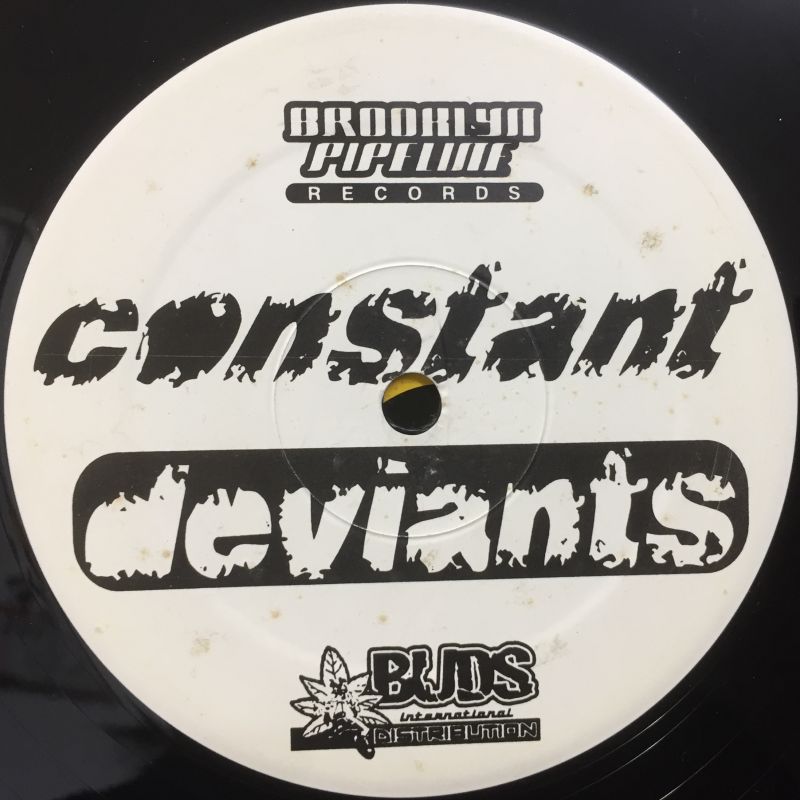 BROOKLYN
PIPELINE
RECORDS
constant
deviants
BUDS
international
DISTRIBUTION